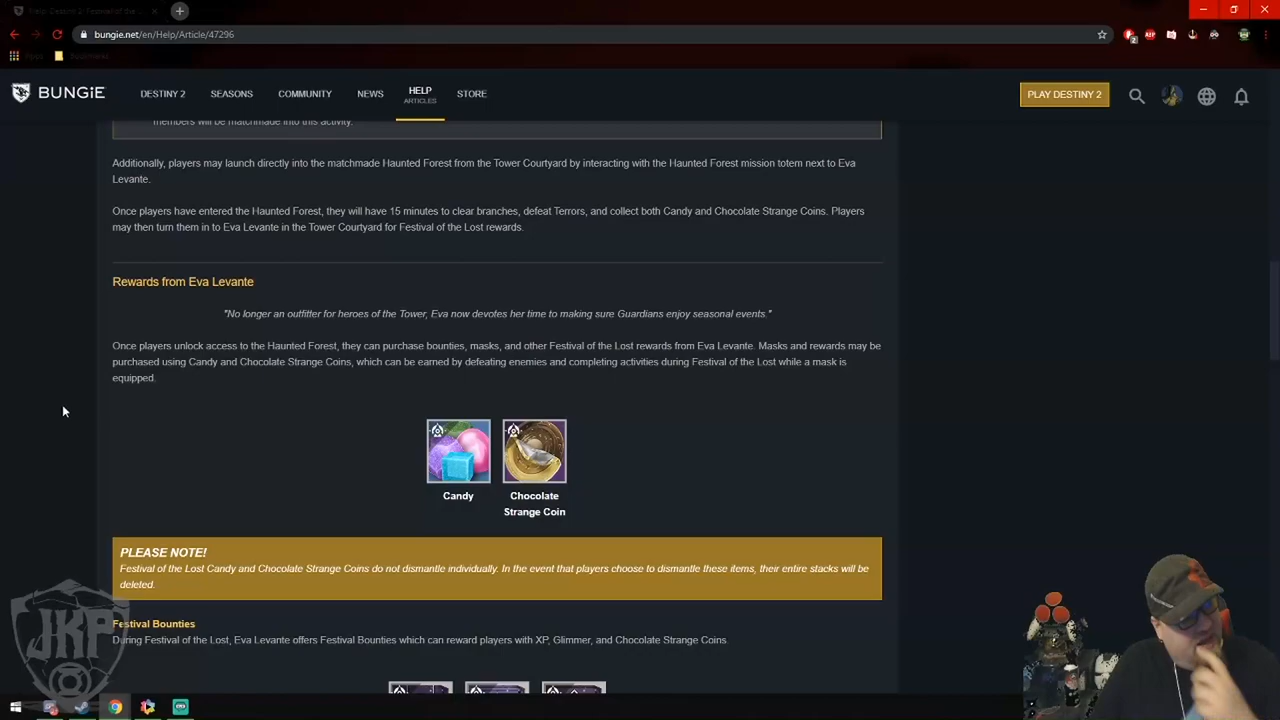 bungie.net/en/Help/Article/47296
BUNGiE
DESTINY 2
SEASONS
COMMUNITY
NEWS
HELP
ARTICLES
STORE
PLAY DESTINY 2
members will be matchmade into this activity.
Additionally, players may launch directly into the matchmade Haunted Forest from the Tower Courtyard by interacting with the Haunted Forest mission totem next to Eva
Levante.
Once players have entered the Haunted Forest, they will have 15 minutes to clear branches, defeat Terrors, and collect both Candy and Chocolate Strange Coins. Players
may then turn them in to Eva Levante in the Tower Courtyard for Festival of the Lost rewards.
Rewards from Eva Levante
"No longer an outfitter for heroes of the Tower, Eva now devotes her time to making sure Guardians enjoy seasonal events."
Once players unlock access to the Haunted Forest, they can purchase bounties, masks, and other Festival of the Lost rewards from Eva Levante. Masks and rewards may be
purchased using Candy and Chocolate Strange Coins, which can be earned by defeating enemies and completing activities during Festival of the Lost while a mask is
equipped.
Candy
Chocolate
Strange Coin
PLEASE NOTE!
Festival of the Lost Candy and Chocolate Strange Coins do not dismantle individually. In the event that players choose to dismantle these items, their entire stacks will be
deleted.
Festival Bounties
During Festival of the Lost, Eva Levante offers Festival Bounties which can reward players with XP, Glimmer, and Chocolate Strange Coins.
JKP